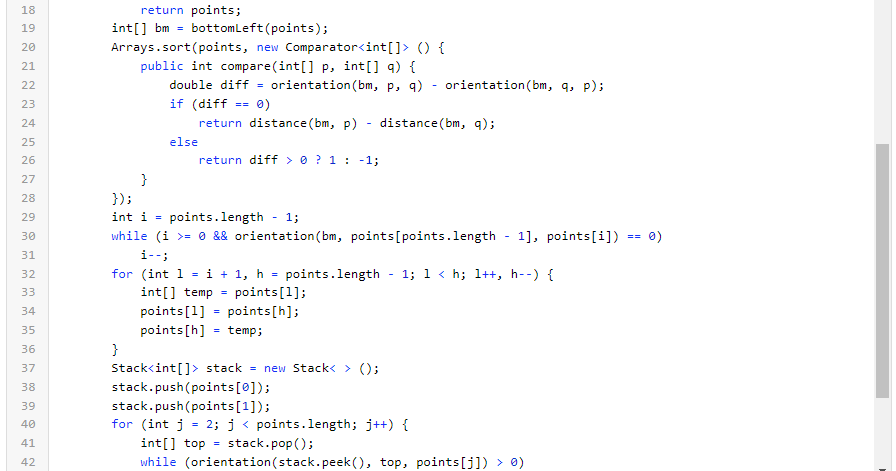 18 return points;
19 int[] bm = bottomLeft(points);
20 Arrays.sort(points, new Comparator<int[]> () {
21 public int compare(int[] p, int[] q) {
22 double diff = orientation(bm, p, q) - orientation(bm, q, p);
23 if (diff == 0)
24 return distance(bm, p) - distance(bm, q);
25 else
26 return diff > 0 ? 1 : -1;
27 }
28 });
29 int i = points.length - 1;
30 while (i >= 0 && orientation(bm, points[points.length - 1], points[i]) == 0)
31 i--;
32 for (int l = i + 1, h = points.length - 1; l < h; l++, h--) {
33 int[] temp = points[l];
34 points[l] = points[h];
35 points[h] = temp;
36 }
37 Stack<int[]> stack = new Stack< > ();
38 stack.push(points[0]);
39 stack.push(points[1]);
40 for (int j = 2; j < points.length; j++) {
41 int[] top = stack.pop();
42 while (orientation(stack.peek(), top, points[j]) > 0)